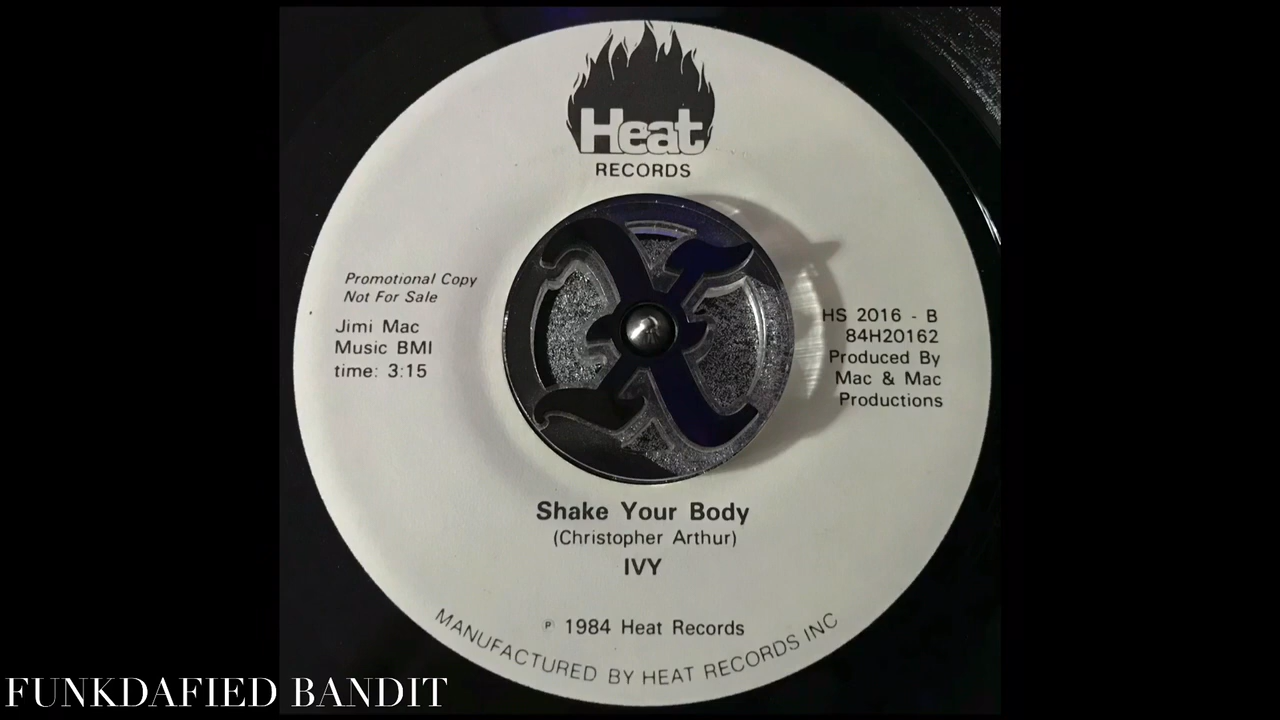 Heat
RECORDS
Promotional Copy
Not For Sale
Jimi Mac
Music BMI
time: 3:15
HS 2016 - B
84H20162
Produced By
Mac & Mac
Productions
Shake Your Body
(Christopher Arthur)
IVY
℗ 1984 Heat Records
MANUFACTURED BY HEAT RECORDS INC
FUNKDAFIED BANDIT